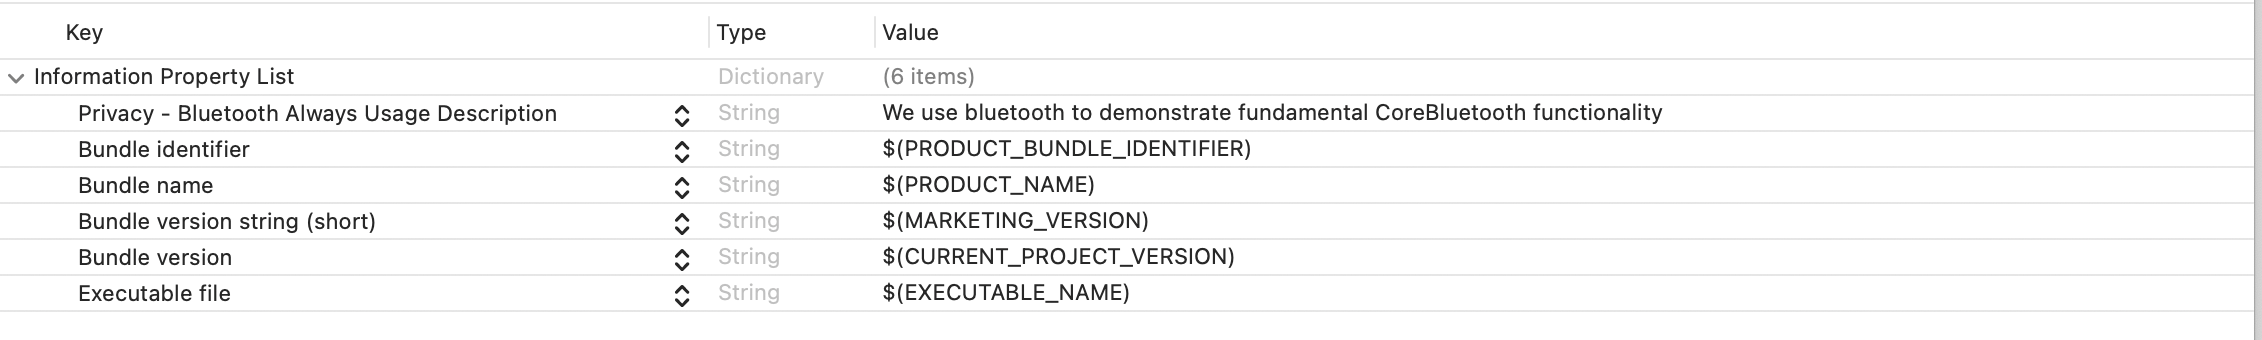 Key Type Value
Information Property List Dictionary (6 items)
Privacy - Bluetooth Always Usage Description String We use bluetooth to demonstrate fundamental CoreBluetooth functionality
Bundle identifier String $(PRODUCT_BUNDLE_IDENTIFIER)
Bundle name String $(PRODUCT_NAME)
Bundle version string (short) String $(MARKETING_VERSION)
Bundle version String $(CURRENT_PROJECT_VERSION)
Executable file String $(EXECUTABLE_NAME)